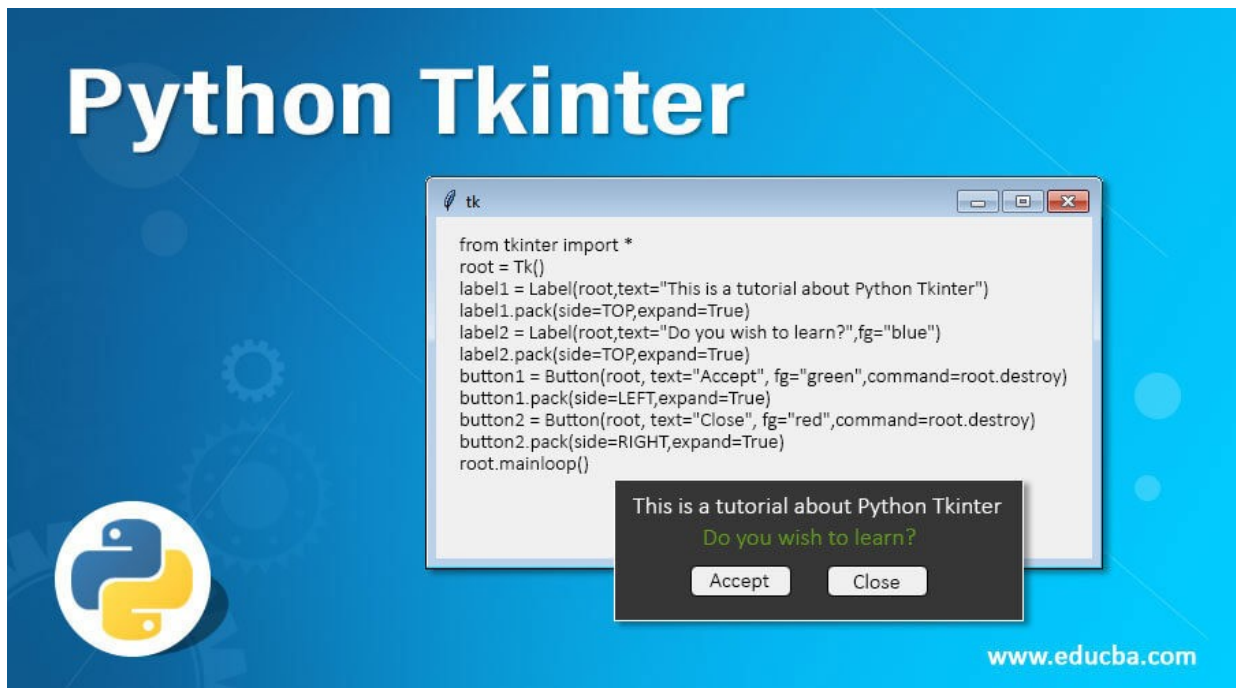 Python Tkinter
tk
from tkinter import *
root = Tk()
label1 = Label(root,text="This is a tutorial about Python Tkinter")
label1.pack(side=TOP,expand=True)
label2 = Label(root,text="Do you wish to learn?",fg="blue")
label2.pack(side=TOP,expand=True)
button1 = Button(root, text="Accept", fg="green",command=root.destroy)
button1.pack(side=LEFT,expand=True)
button2 = Button(root, text="Close", fg="red",command=root.destroy)
button2.pack(side=RIGHT,expand=True)
root.mainloop()
This is a tutorial about Python Tkinter
Do you wish to learn?
Accept Close
www.educba.com